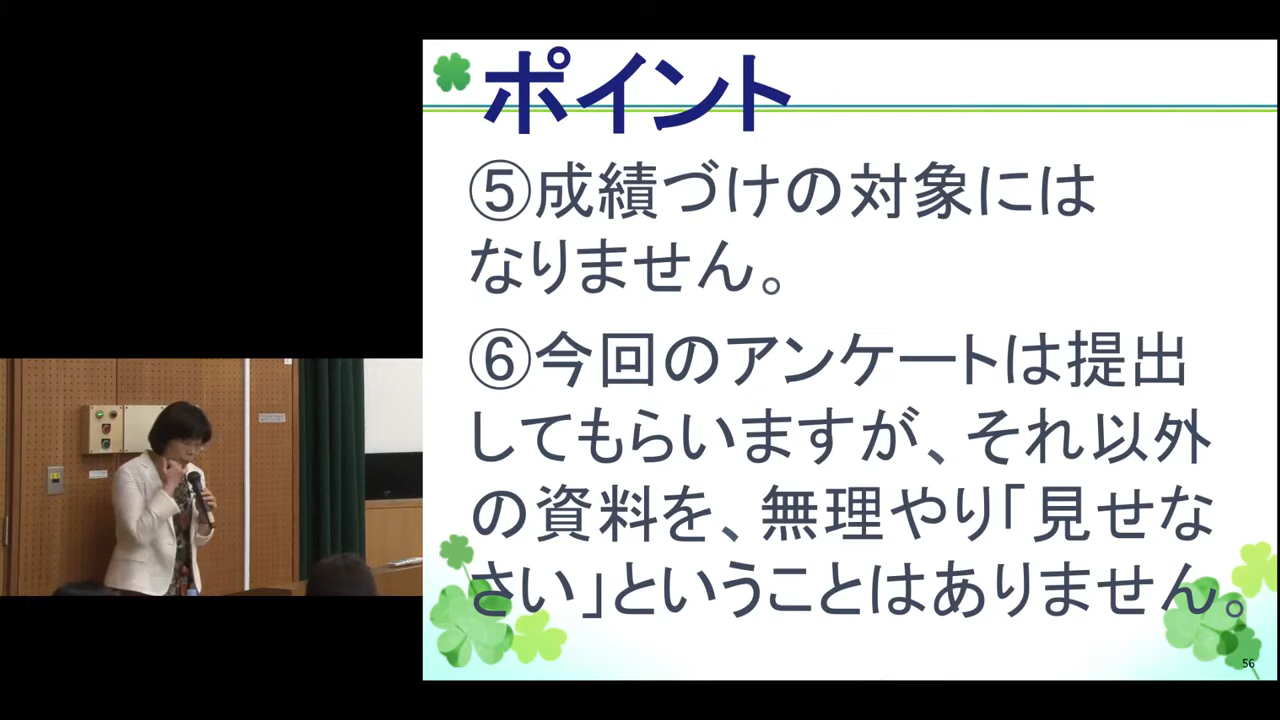 ポイント
⑤成績づけの対象には
なりません。
⑥今回のアンケートは提出
してもらいますが、それ以外
の資料を、無理やり「見せな
さい」ということはありません。
56